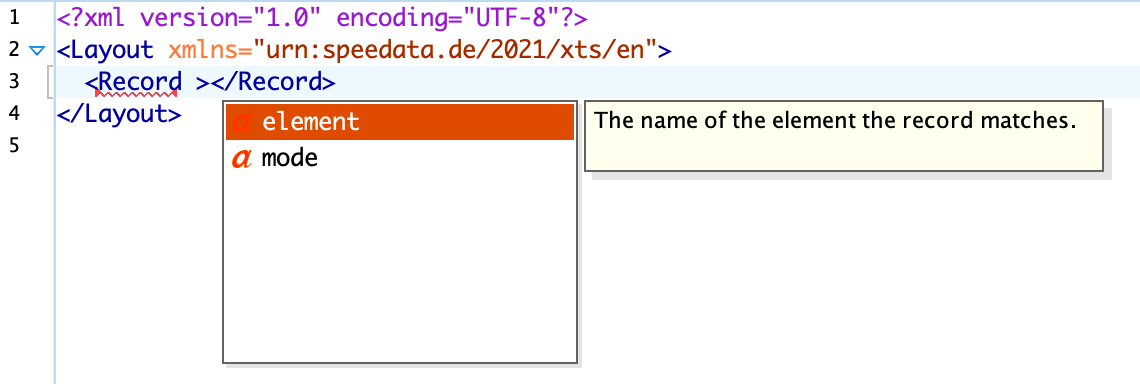 1 <?xml version="1.0" encoding="UTF-8"?>
2 <Layout xmlns="urn:speedata.de/2021/xts/en">
3 <Record ></Record>
4 </Layout>
a element
The name of the element the record matches.
a mode
5